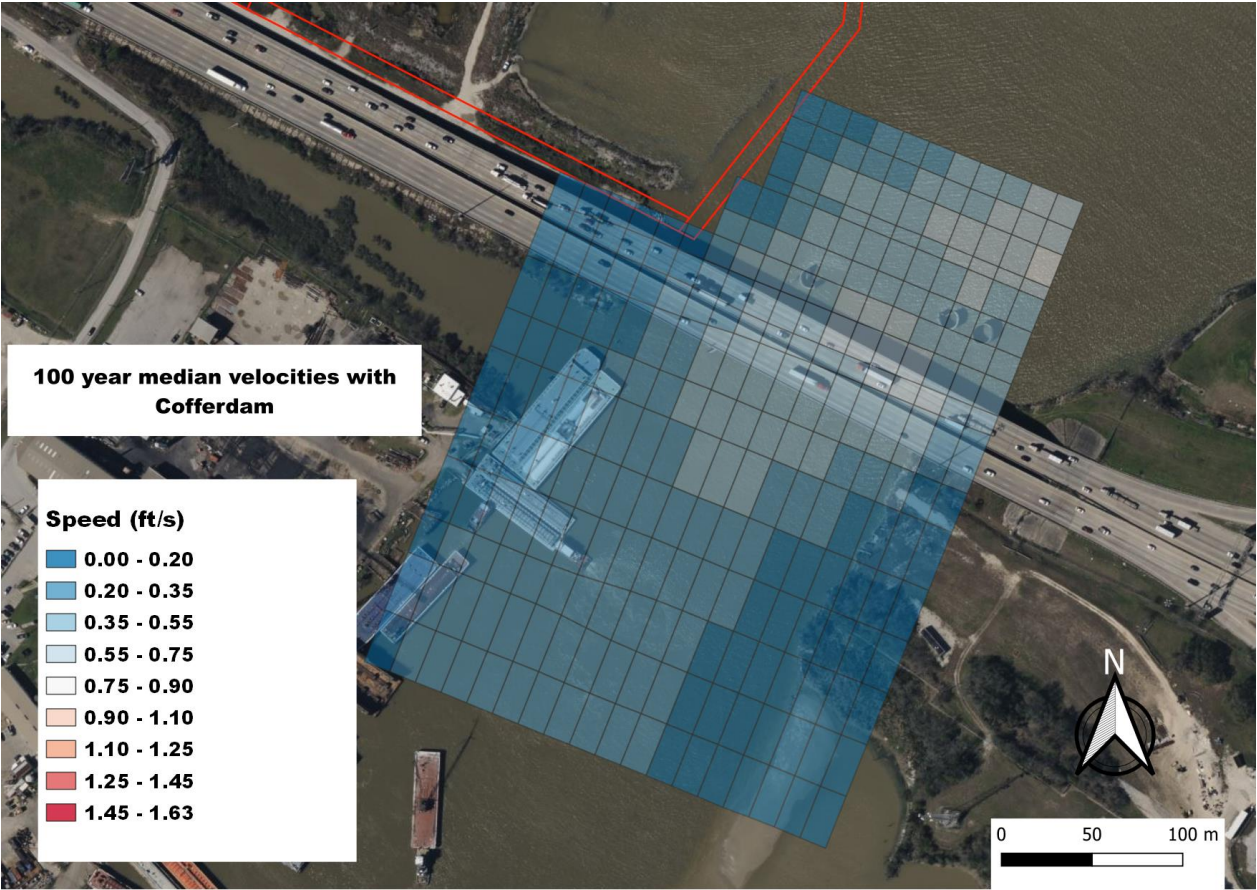 100 year median velocities with
Cofferdam
Speed (ft/s)
0.00 - 0.20
0.20 - 0.35
0.35 - 0.55
0.55 - 0.75
0.75 - 0.90
0.90 - 1.10
1.10 - 1.25
1.25 - 1.45
1.45 - 1.63
N
0 50 100 m